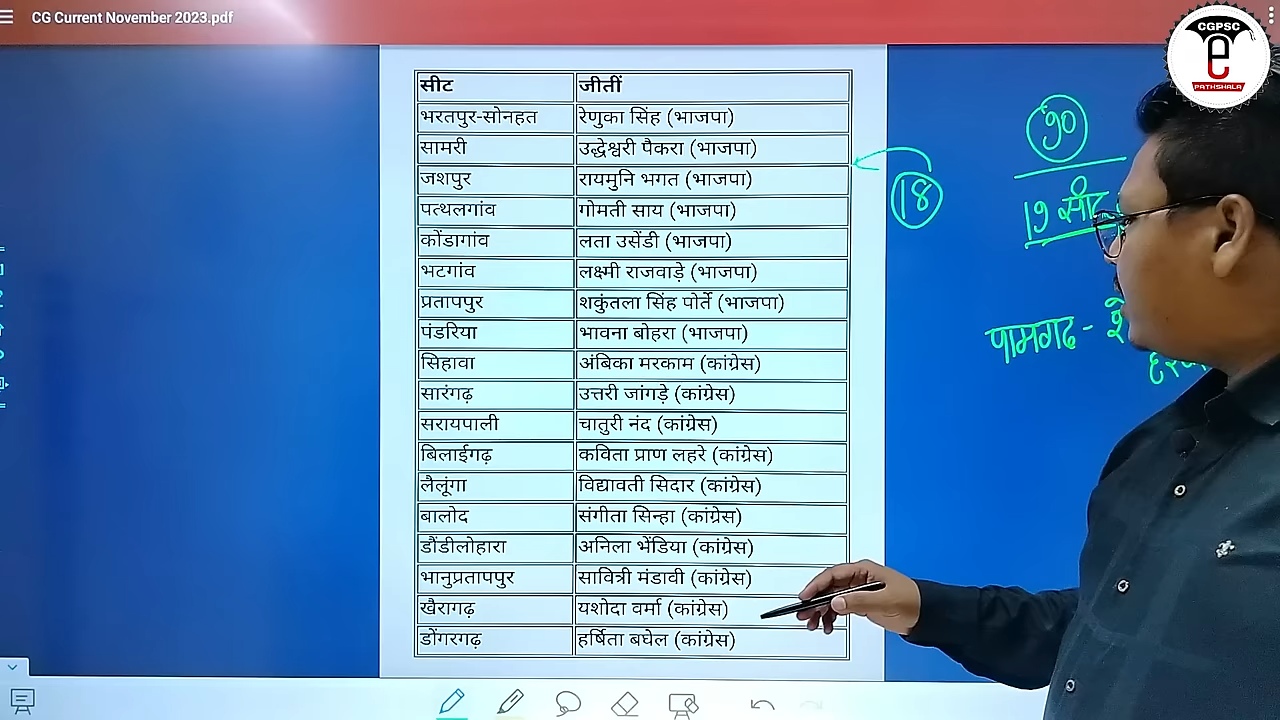 CG Current November 2023.pdf
CGPSC
e
PATHSHALA
सीट जीतीं
भरतपुर-सोनहत रेणुका सिंह (भाजपा)
सामरी उद्धेश्वरी पैकरा (भाजपा)
जशपुर रायमुनि भगत (भाजपा)
पत्थलगांव गोमती साय (भाजपा)
कोंडागांव लता उसेंडी (भाजपा)
भटगांव लक्ष्मी राजवाड़े (भाजपा)
प्रतापपुर शकुंतला सिंह पोर्ते (भाजपा)
पंडरिया भावना बोहरा (भाजपा)
सिहावा अंबिका मरकाम (कांग्रेस)
सारंगढ़ उत्तरी जांगड़े (कांग्रेस)
सरायपाली चातुरी नंद (कांग्रेस)
बिलाईगढ़ कविता प्राण लहरे (कांग्रेस)
लैलूंगा विद्यावती सिदार (कांग्रेस)
बालोद संगीता सिन्हा (कांग्रेस)
डौंडीलोहारा अनिला भेंडिया (कांग्रेस)
भानुप्रतापपुर सावित्री मंडावी (कांग्रेस)
खैरागढ़ यशोदा वर्मा (कांग्रेस)
डोंगरगढ़ हर्षिता बघेल (कांग्रेस)
18
90
19 सीट
पामगढ -